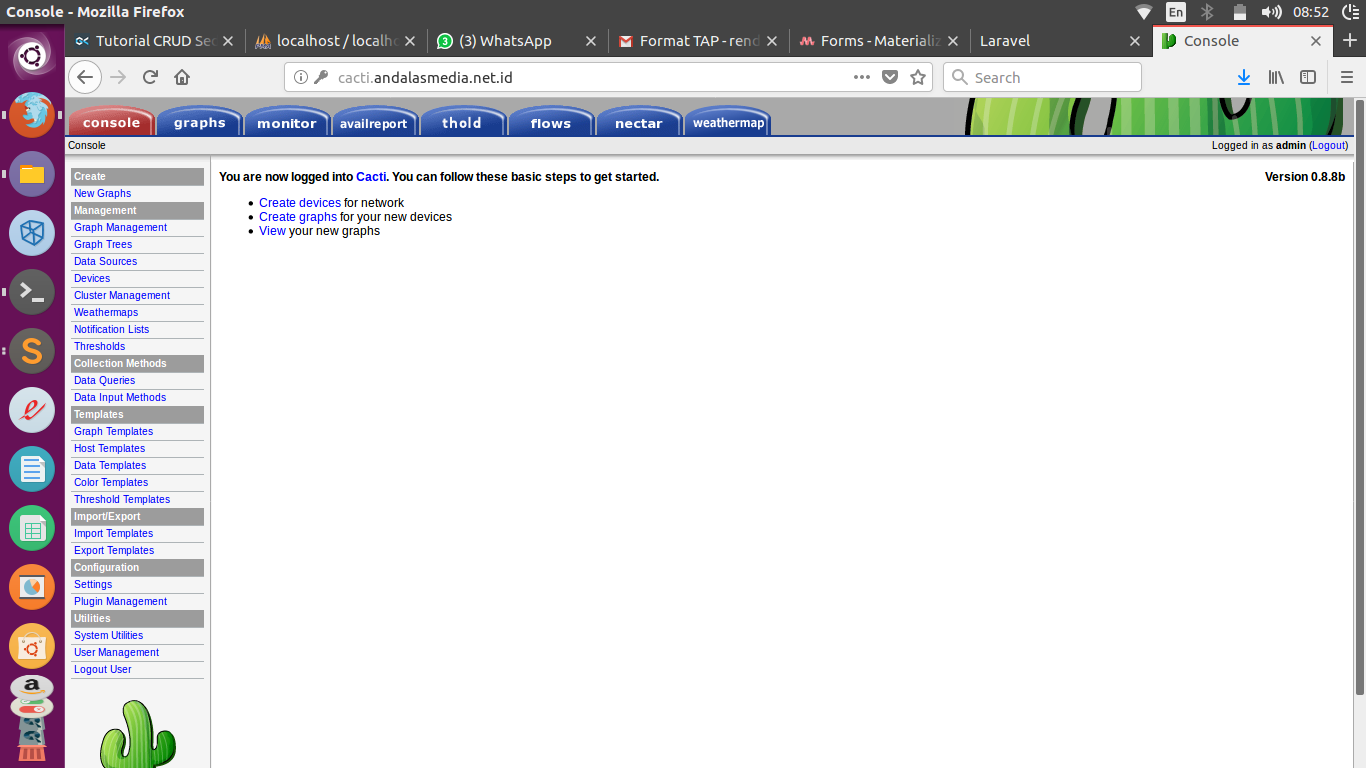 Console - Mozilla Firefox
En
08:52
Tutorial CRUD Sec
localhost / localho
(3) WhatsApp
Format TAP - rend
Forms - Materializ
Laravel
Console
cacti.andalasmedia.net.id
Search
console
graphs
monitor
availreport
thold
flows
nectar
weathermap
Console
Logged in as admin (Logout)
Create
New Graphs
Management
Graph Management
Graph Trees
Data Sources
Devices
Cluster Management
Weathermaps
Notification Lists
Thresholds
Collection Methods
Data Queries
Data Input Methods
Templates
Graph Templates
Host Templates
Data Templates
Color Templates
Threshold Templates
Import/Export
Import Templates
Export Templates
Configuration
Settings
Plugin Management
Utilities
System Utilities
User Management
Logout User
You are now logged into Cacti. You can follow these basic steps to get started.
Version 0.8.8b
Create devices for network
Create graphs for your new devices
View your new graphs